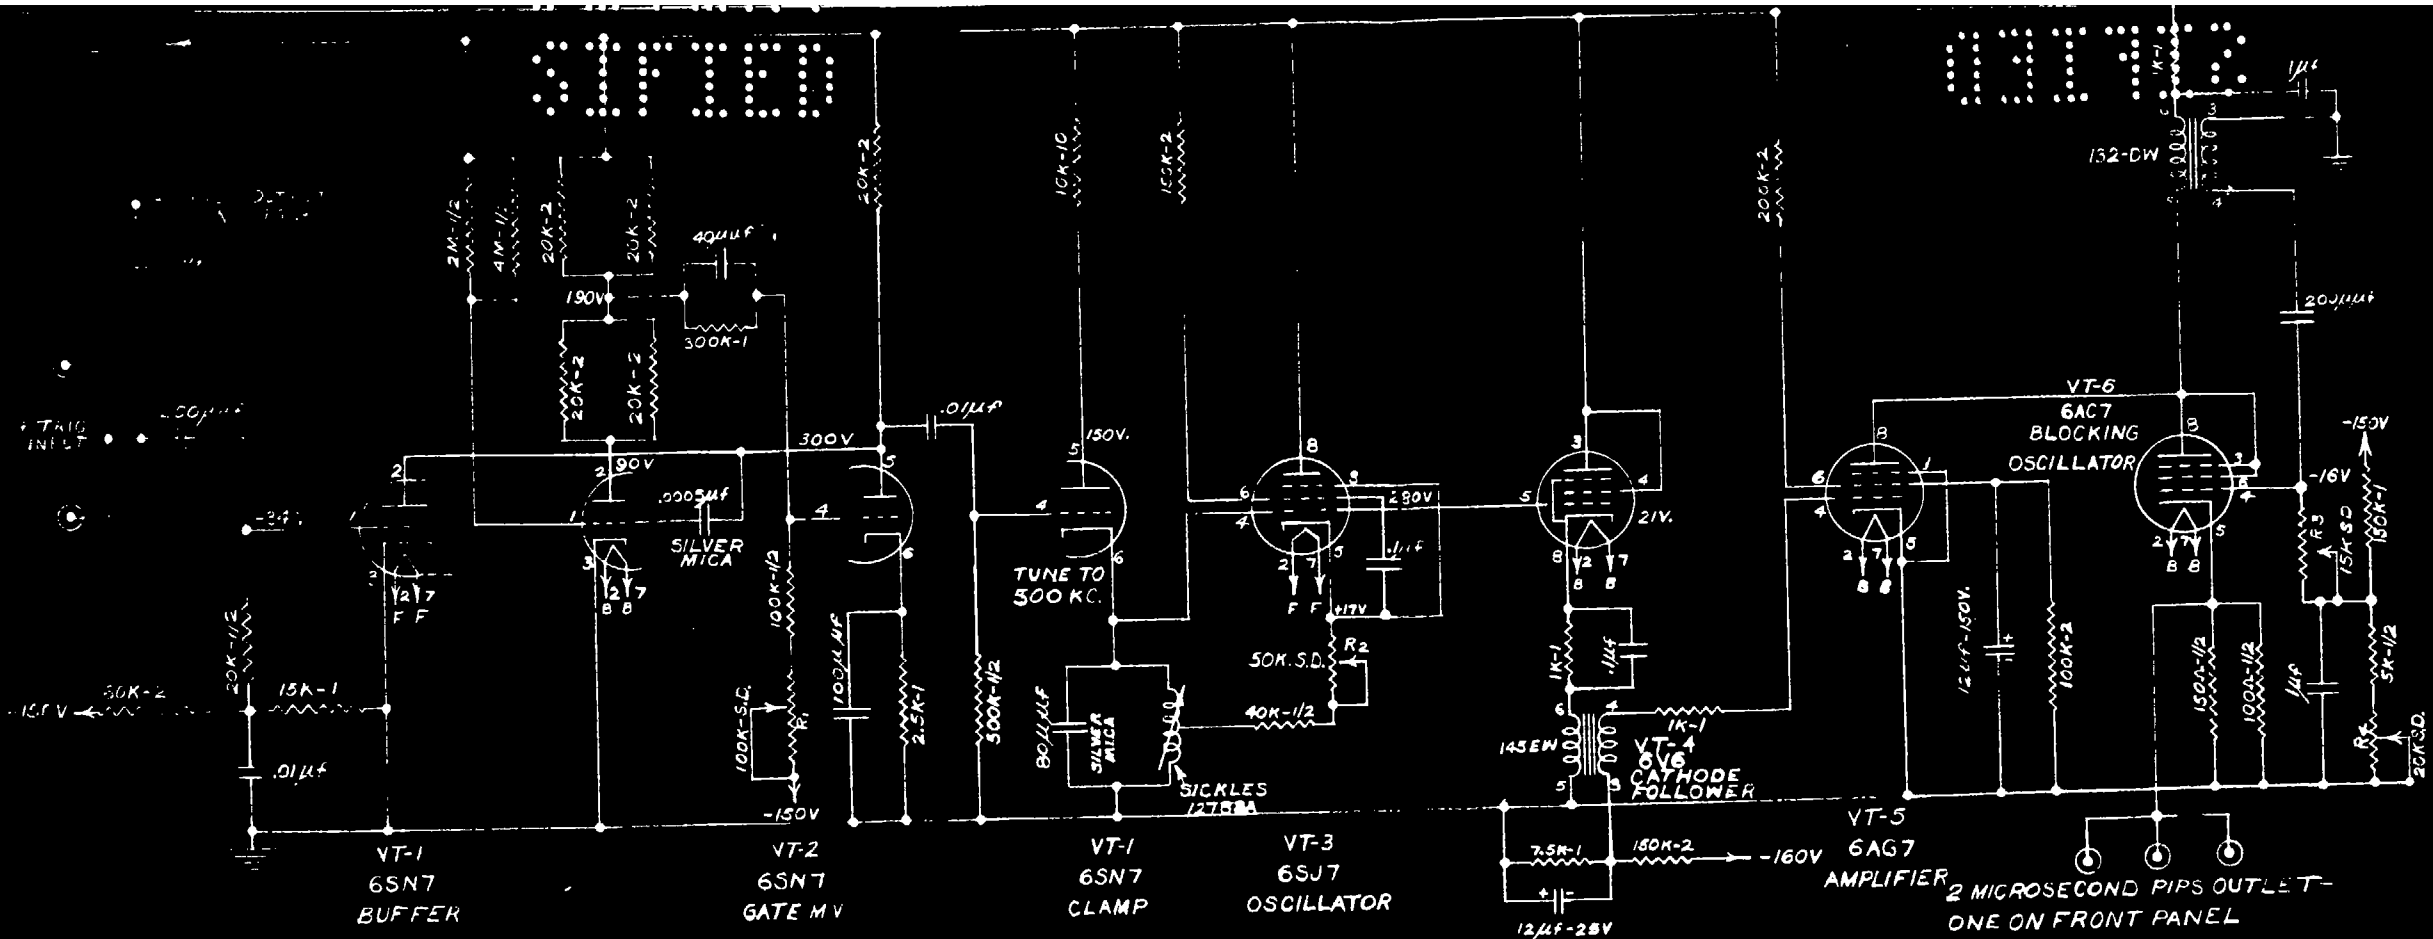 SIFIED
1K-1
1µf
132-DW
3
4
20K-2
10K-10
150K-2
200K-2
2M-1/2
4M-1/2
20K-2
20K-2
40µµf
190V
300K-1
20K-2
20K-2
200µµf
+ TRIG
INPUT
.01µf
300V
90V
150V.
VT-6
6AC7
BLOCKING
OSCILLATOR
-150V
-16V
280V
21V.
.0005µf
SILVER
MICA
.1µf
TUNE TO
500 KC.
+17V
R3
15K SD
150K-1
F F
B B
F F
B B
B B
B B
20K-1/2
100K-1/2
15K-1
100K-S.D.
R1
100µµF
2.5K-1
500K-1/2
80µµf
SILVER
MICA
50K.S.D.
R2
40K-1/2
1K-1
.1µf
1K-1
12µf-150V.
100K-2
150Ω-1/2
100Ω-1/2
1µf
5K-1/2
R4
20K S.D.
.01µf
-150V
SICKLES
12788A
145EW
VT-4
6V6
CATHODE
FOLLOWER
7.5K-1
150K-2
-160V
12µf-25V
VT-1
6SN7
BUFFER
VT-2
6SN7
GATE MV
VT-1
6SN7
CLAMP
VT-3
6SJ7
OSCILLATOR
VT-5
6AG7
AMPLIFIER
2 MICROSECOND PIPS OUTLET-
ONE ON FRONT PANEL